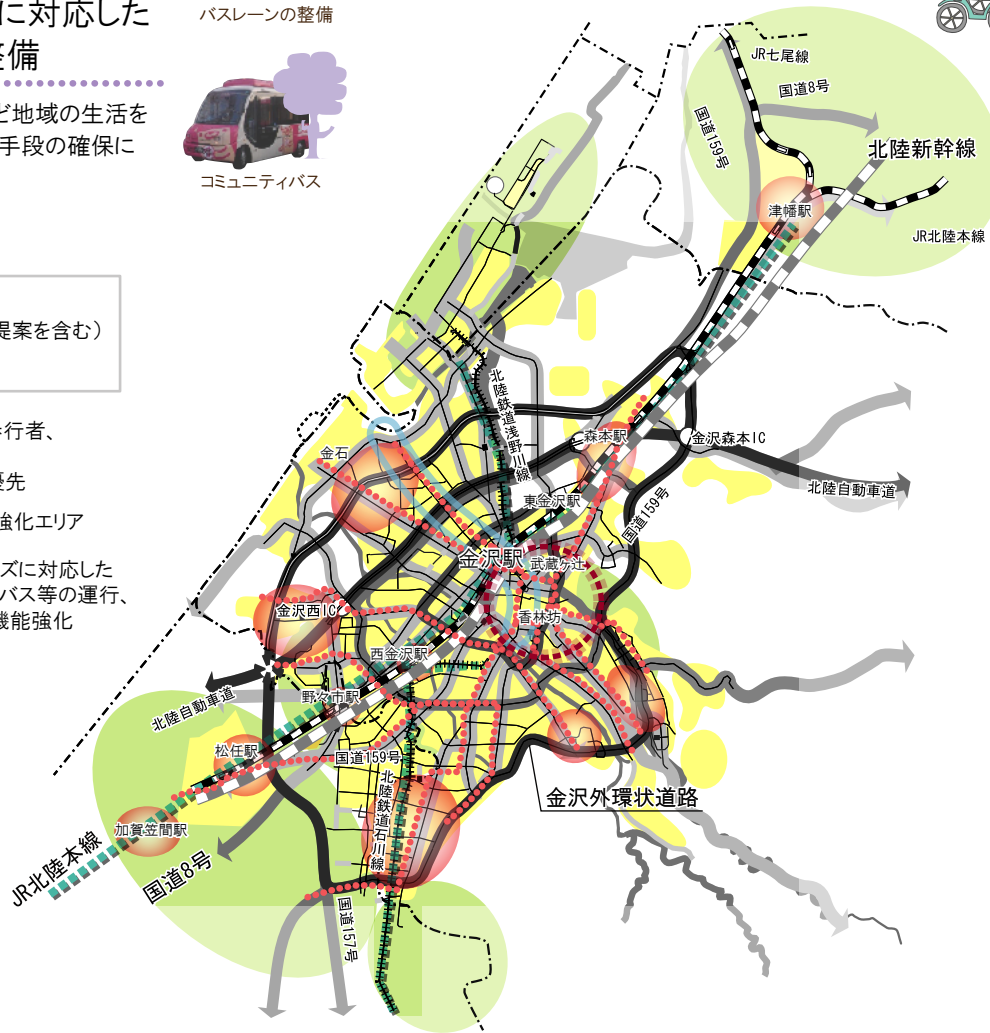 に対応した
整備
バスレーンの整備
ど地域の生活を
手段の確保に
コミュニティバス
提案を含む）
歩行者、
優先
強化エリア
ズに対応した
バス等の運行、
機能強化
JR七尾線
国道8号
国道159号
北陸新幹線
津幡駅
JR北陸本線
北陸鉄道浅野川線
森本駅
金沢森本IC
金石
北陸自動車道
東金沢駅
国道159号
金沢駅
武蔵ケ辻
金沢西IC
香林坊
西金沢駅
野々市駅
北陸自動車道
松任駅
国道159号
金沢外環状道路
北陸鉄道石川線
加賀笠間駅
JR北陸本線
国道8号
国道157号